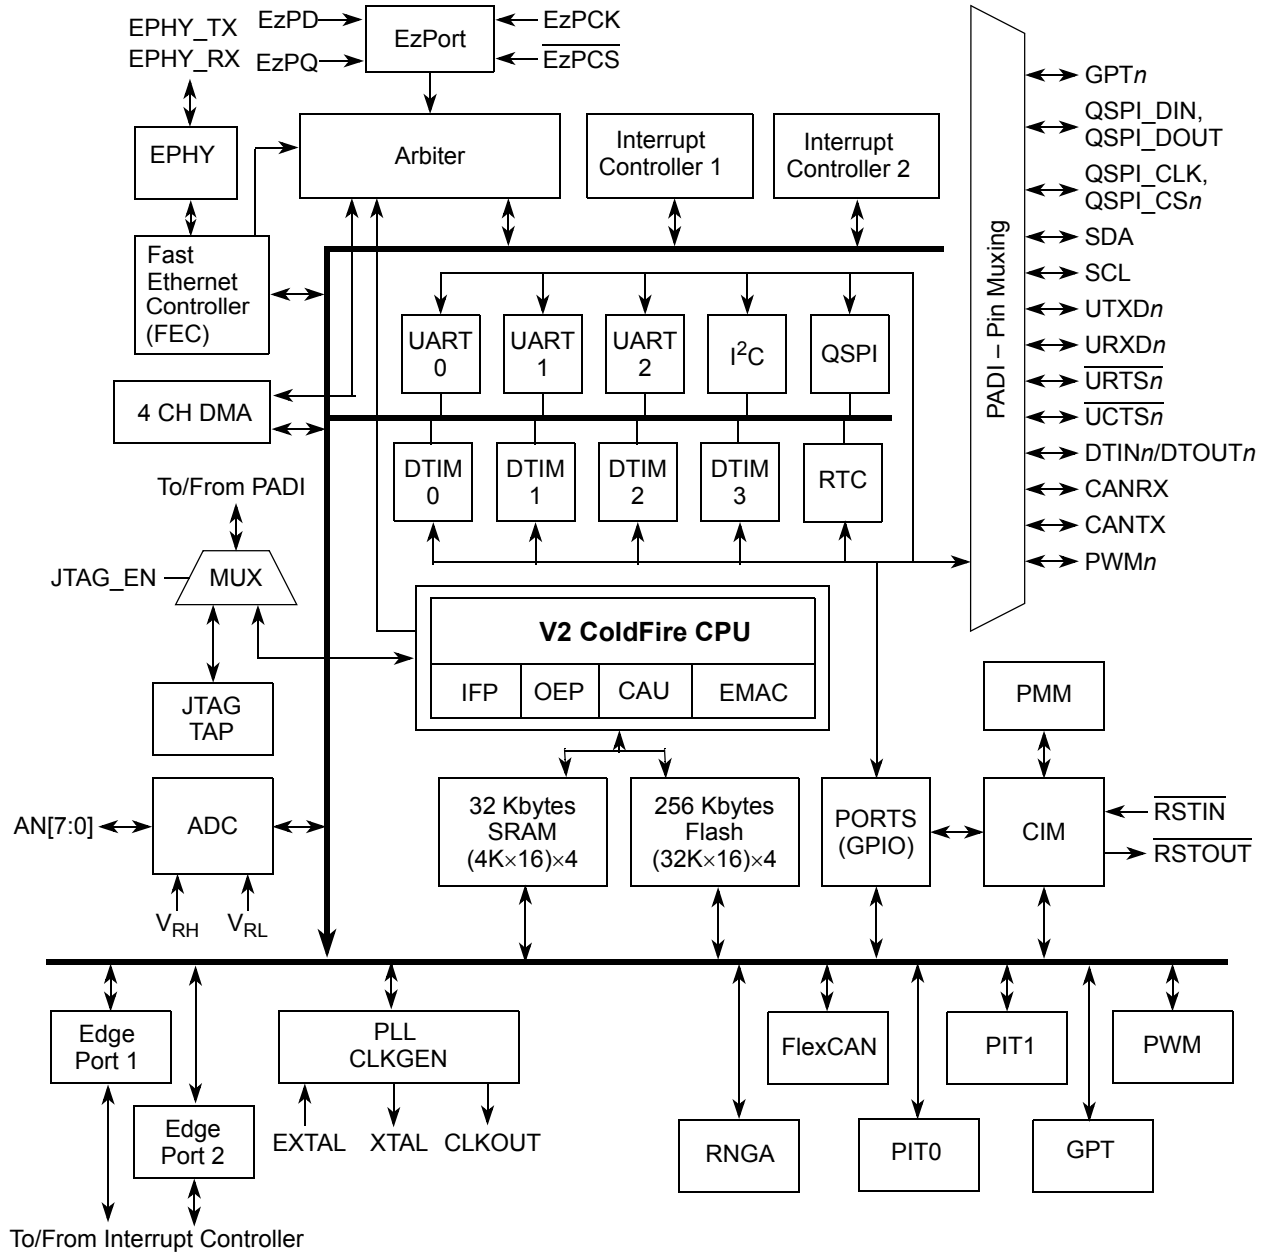 EPHY_TX
EPHY_RX
EzPD
EzPQ
EzPort
EzPCK
EzPCS
EPHY
Arbiter
Interrupt
Controller 1
Interrupt
Controller 2
Fast
Ethernet
Controller
(FEC)
4 CH DMA
UART
0
UART
1
UART
2
I²C
QSPI
DTIM
0
DTIM
1
DTIM
2
DTIM
3
RTC
PADI – Pin Muxing
GPTn
QSPI_DIN,
QSPI_DOUT
QSPI_CLK,
QSPI_CSn
SDA
SCL
UTXDn
URXDn
URTSn
UCTSn
DTINn/DTOUTn
CANRX
CANTX
PWMn
To/From PADI
JTAG_EN
MUX
JTAG
TAP
V2 ColdFire CPU
IFP
OEP
CAU
EMAC
PMM
AN[7:0]
ADC
VRH
VRL
32 Kbytes
SRAM
(4K×16)×4
256 Kbytes
Flash
(32K×16)×4
PORTS
(GPIO)
CIM
RSTIN
RSTOUT
Edge
Port 1
Edge
Port 2
PLL
CLKGEN
EXTAL
XTAL
CLKOUT
RNGA
FlexCAN
PIT0
PIT1
GPT
PWM
To/From Interrupt Controller